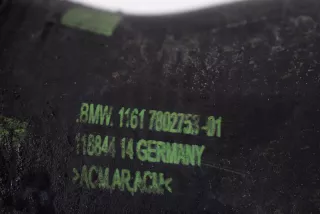 BMW. 1161 7802753-01
118844 14 GERMANY
>ACM,AR,ACM<